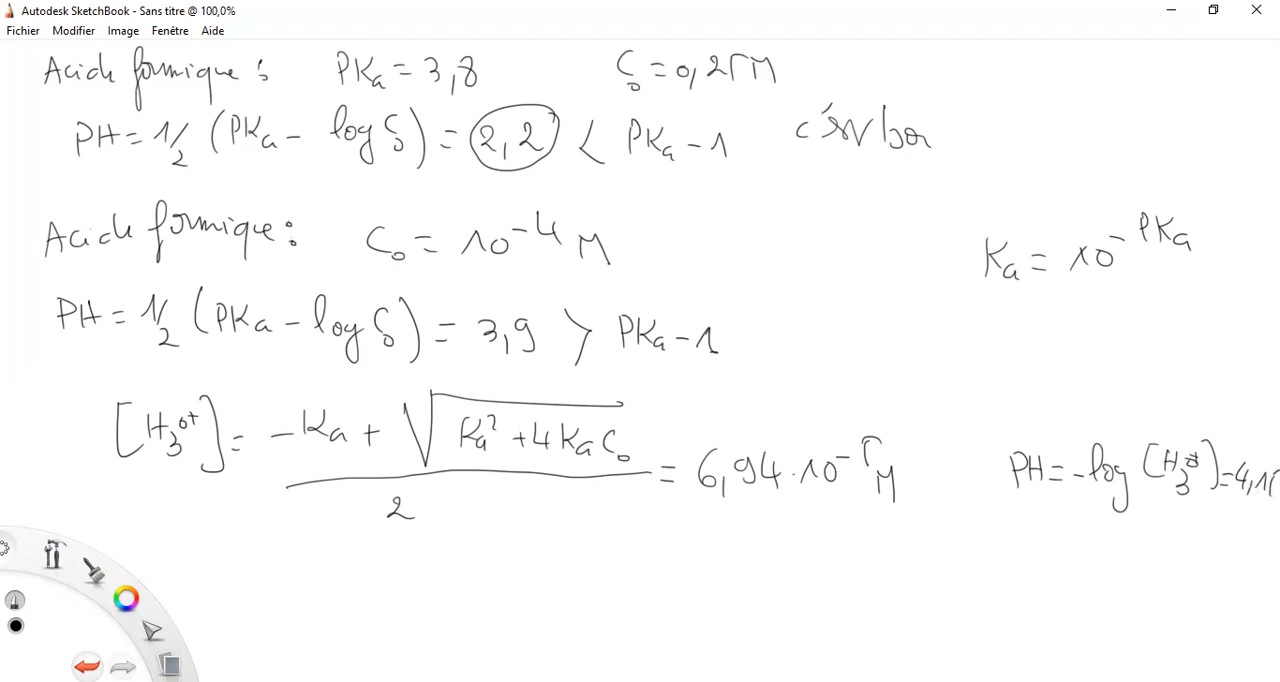 Autodesk SketchBook - Sans titre @ 100,0%
Fichier Modifier Image Fenêtre Aide
Acide formique : PKa = 3,8 C₀ = 0,25M
PH = 1/2 (PKa - log C₀) = 2,2 < PKa - 1 c'est bon
Acide formique : C₀ = 10⁻⁴ M
Ka = 10^-PKa
PH = 1/2 (PKa - log C₀) = 3,9 > PKa - 1
[H₃O⁺] = (-Ka + √(Ka² + 4KaC₀)) / 2 = 6,94·10⁻⁵ M PH = -log [H₃O⁺] = 4,16